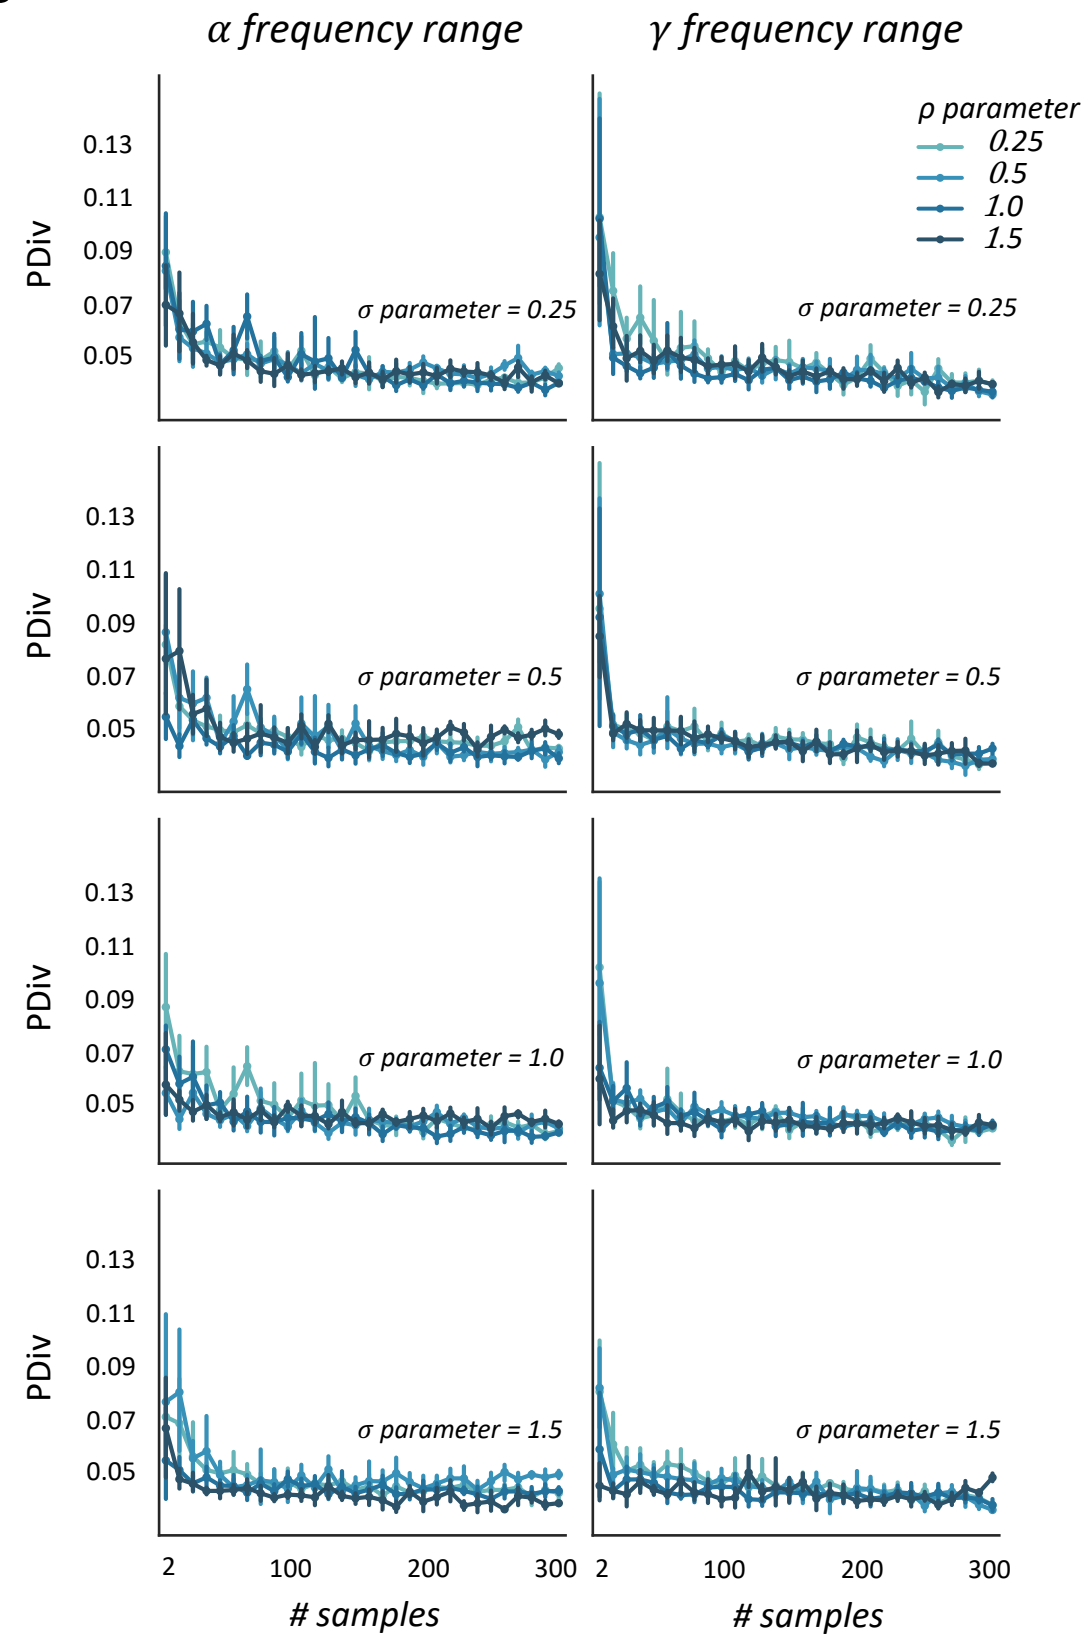 α frequency range
γ frequency range
ρ parameter
0.25
0.5
1.0
1.5
PDiv
0.13
0.11
0.09
0.07
0.05
σ parameter = 0.25
σ parameter = 0.25
PDiv
0.13
0.11
0.09
0.07
0.05
σ parameter = 0.5
σ parameter = 0.5
PDiv
0.13
0.11
0.09
0.07
0.05
σ parameter = 1.0
σ parameter = 1.0
PDiv
0.13
0.11
0.09
0.07
0.05
σ parameter = 1.5
σ parameter = 1.5
2 100 200 300
2 100 200 300
# samples
# samples